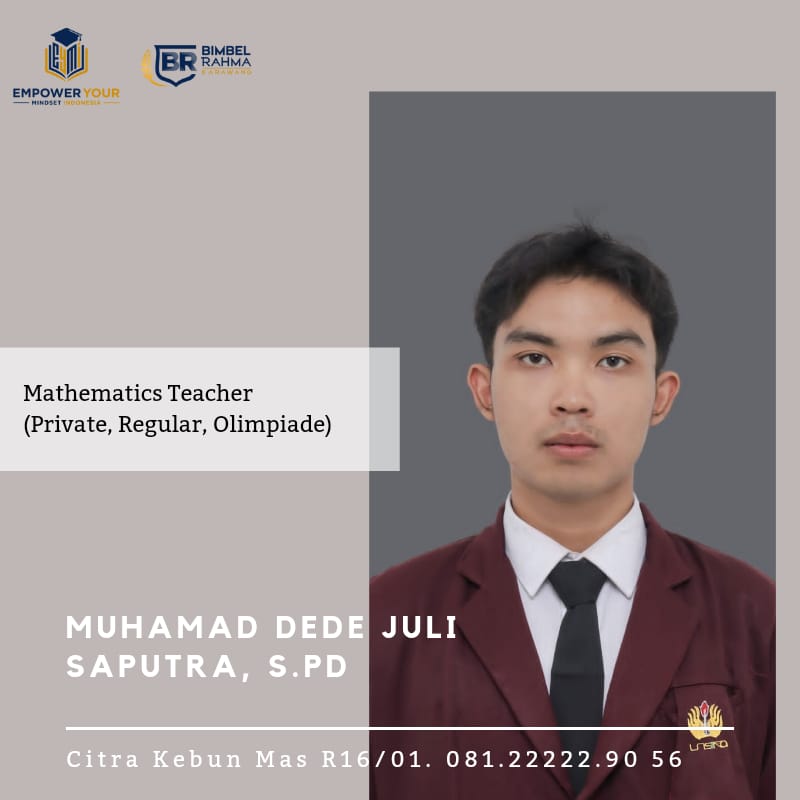 EMPOWER YOUR
MINDSET INDONESIA
BR BIMBEL
RAHMA
KARAWANG
Mathematics Teacher
(Private, Regular, Olimpiade)
MUHAMAD DEDE JULI
SAPUTRA, S.PD
UNSIKA
Citra Kebun Mas R16/01. 081.22222.90 56